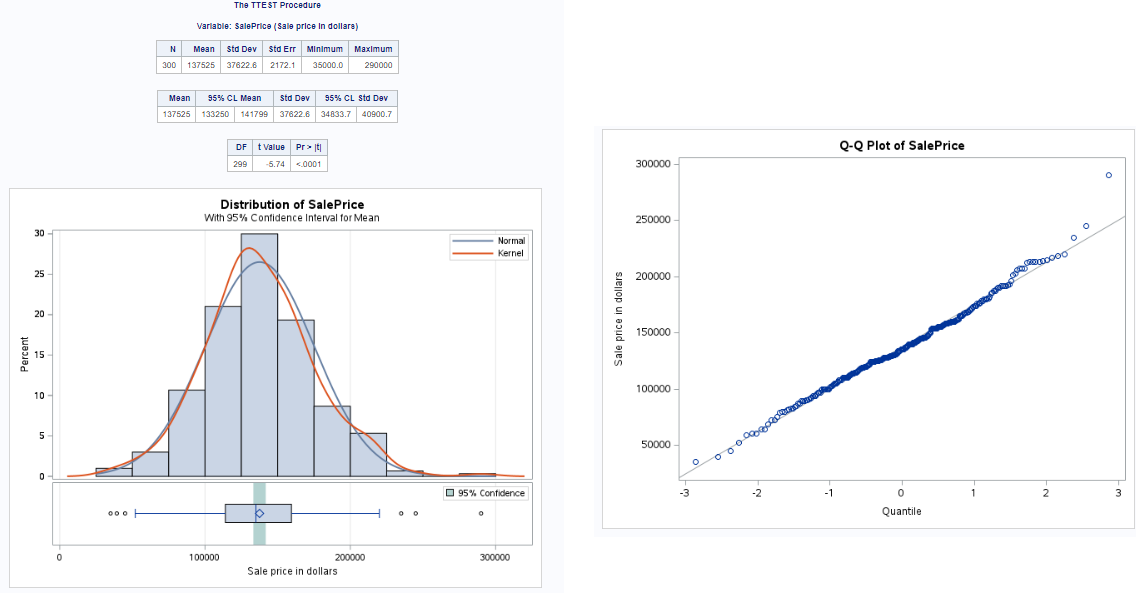 The TTEST Procedure
Variable: SalePrice (Sale price in dollars)
N Mean Std Dev Std Err Minimum Maximum
300 137525 37622.6 2172.1 35000.0 290000
Mean 95% CL Mean Std Dev 95% CL Std Dev
137525 133250 141799 37622.6 34833.7 40900.7
DF t Value Pr > |t|
299 -5.74 <.0001
Distribution of SalePrice
With 95% Confidence Interval for Mean
Normal
Kernel
Percent
30
25
20
15
10
5
0
95% Confidence
0 100000 200000 300000
Sale price in dollars
Q-Q Plot of SalePrice
Sale price in dollars
300000
250000
200000
150000
100000
50000
-3 -2 -1 0 1 2 3
Quantile